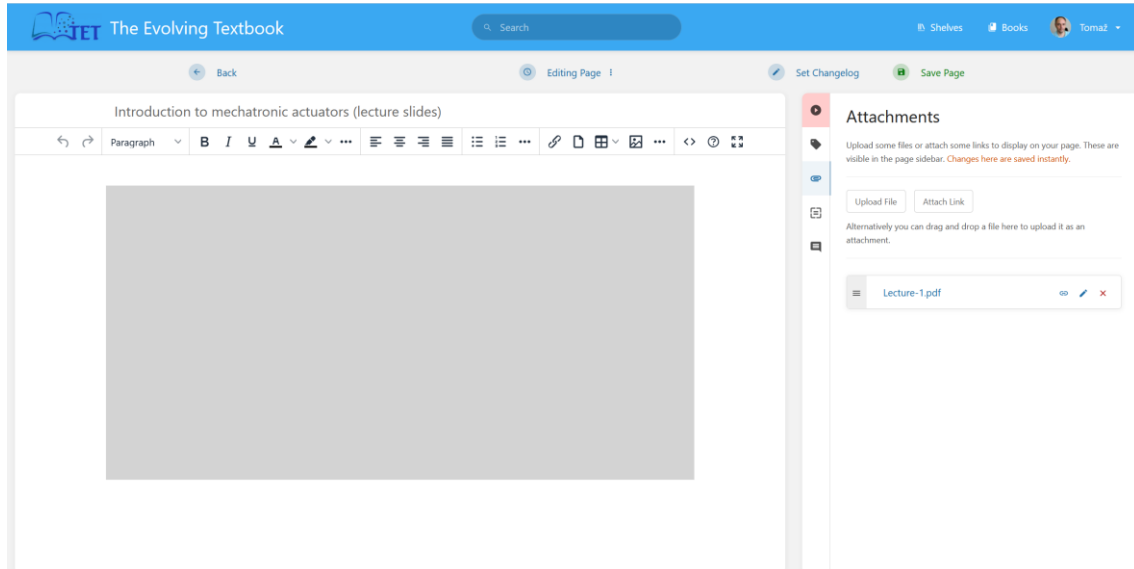 TET The Evolving Textbook
Search
Shelves
Books
Tomaž
Back
Editing Page
Set Changelog
Save Page
Introduction to mechatronic actuators (lecture slides)
Paragraph
B I U A
Attachments
Upload some files or attach some links to display on your page. These are
visible in the page sidebar. Changes here are saved instantly.
Upload File
Attach Link
Alternatively you can drag and drop a file here to upload it as an
attachment.
Lecture-1.pdf